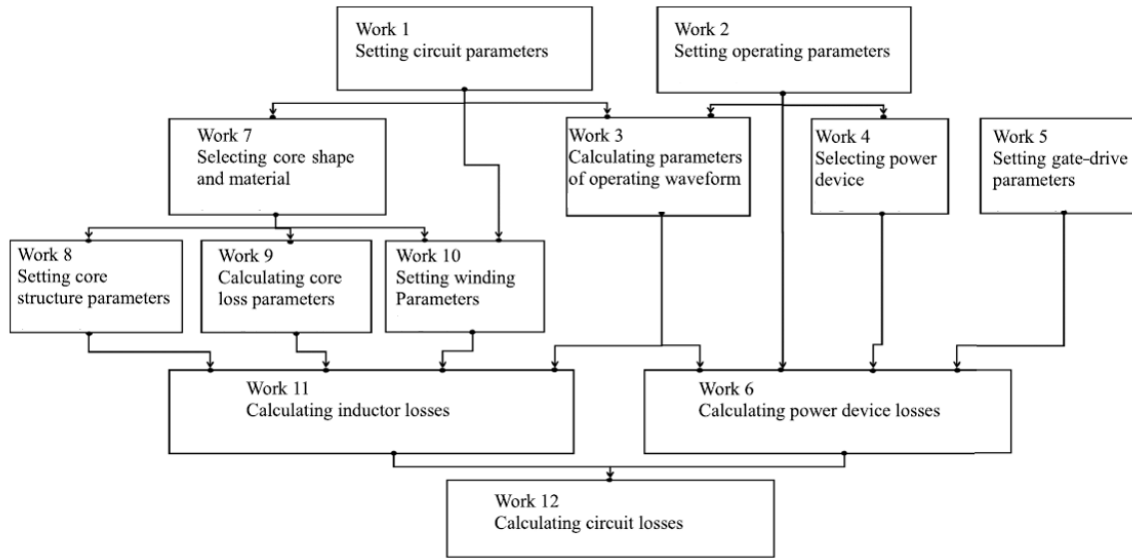 Work 1
Setting circuit parameters
Work 2
Setting operating parameters
Work 7
Selecting core shape
and material
Work 3
Calculating parameters
of operating waveform
Work 4
Selecting power
device
Work 5
Setting gate-drive
parameters
Work 8
Setting core
structure parameters
Work 9
Calculating core
loss parameters
Work 10
Setting winding
Parameters
Work 11
Calculating inductor losses
Work 6
Calculating power device losses
Work 12
Calculating circuit losses